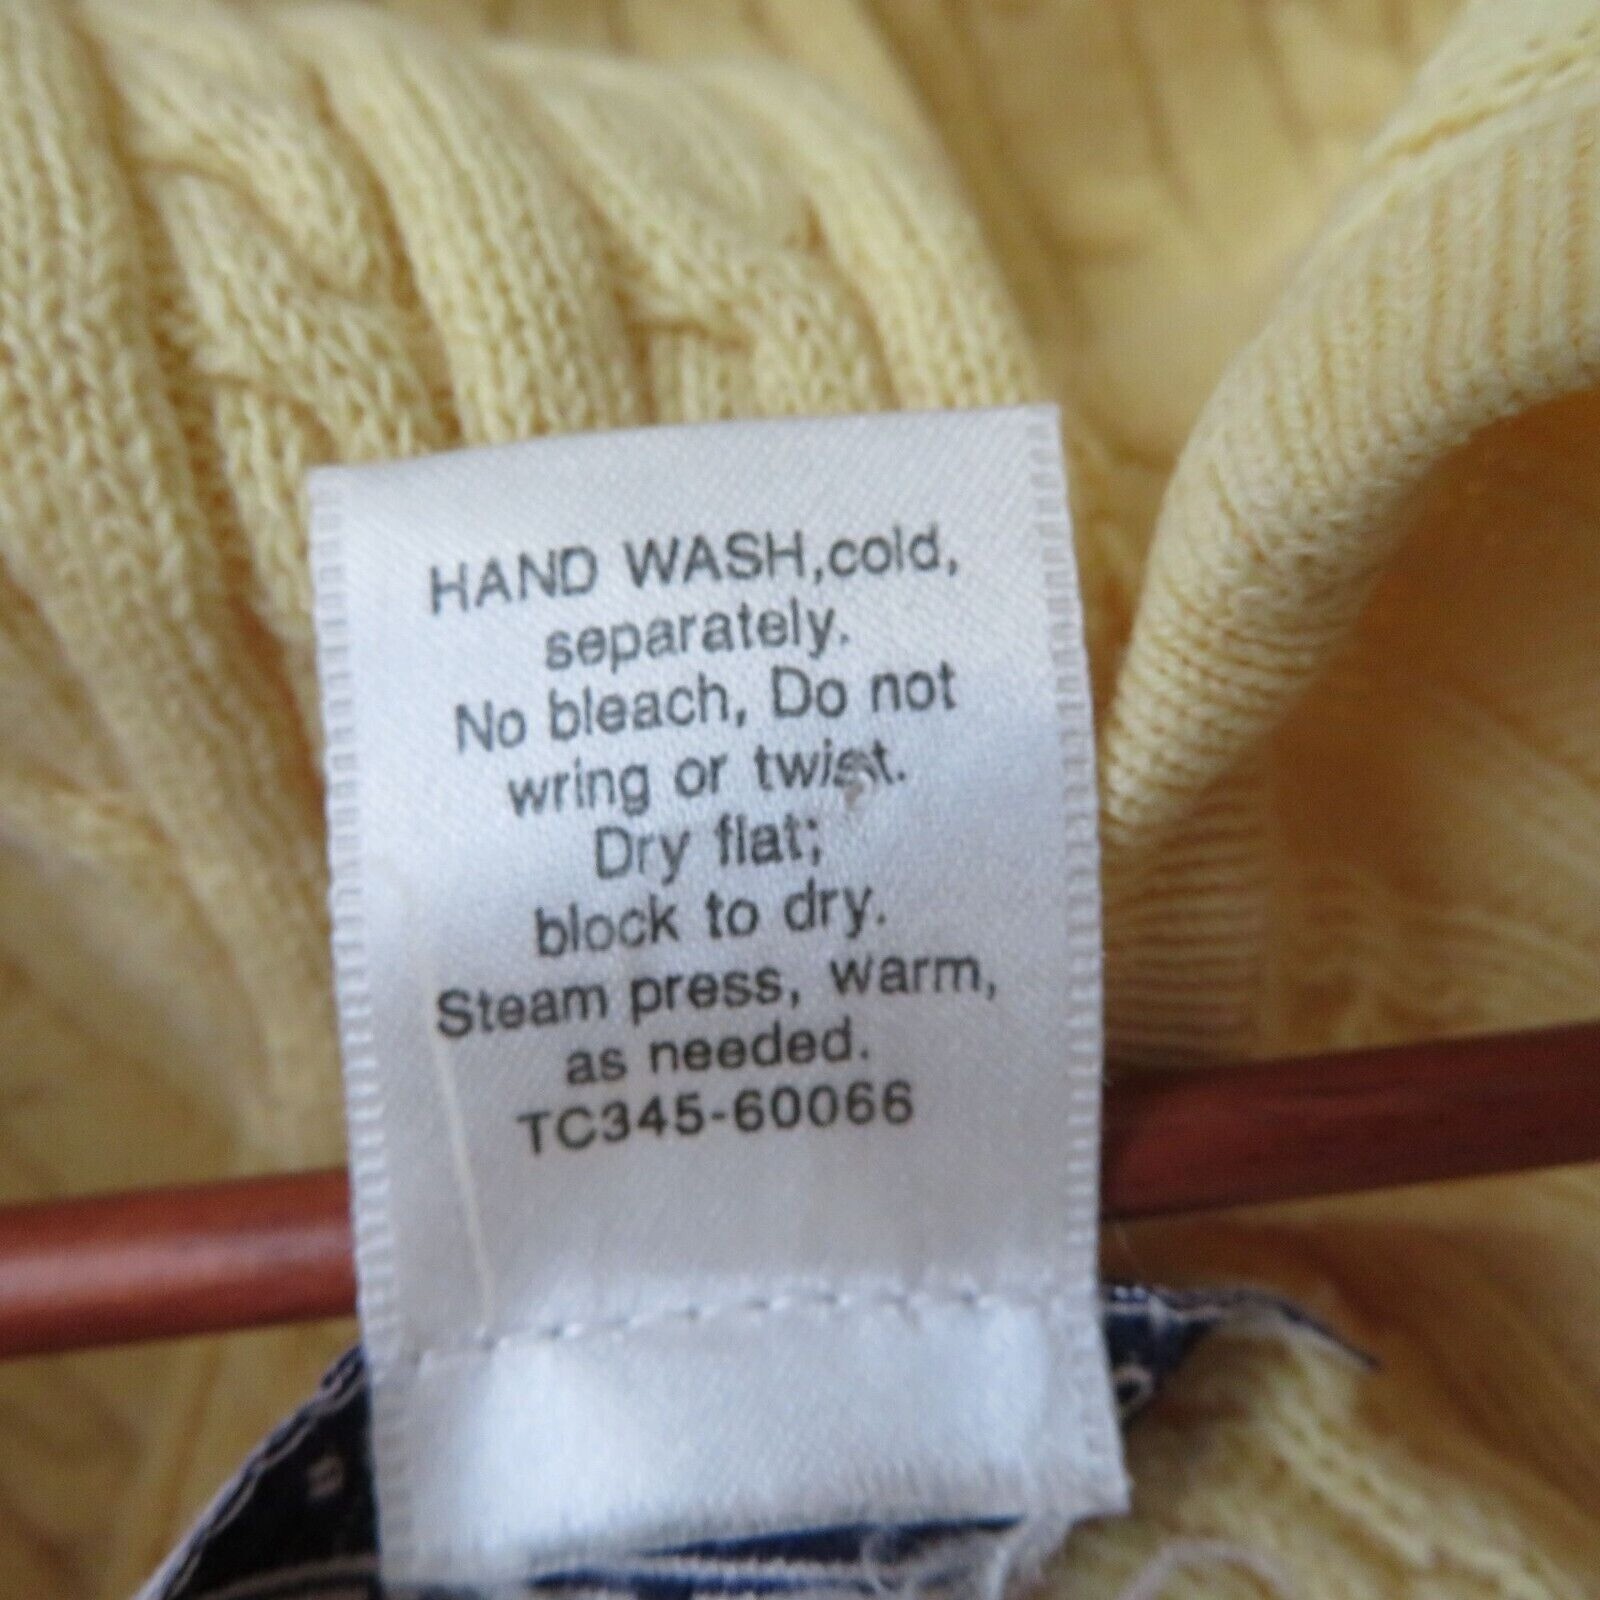 HAND WASH,cold,
separately.
No bleach, Do not
wring or twist.
Dry flat;
block to dry.
Steam press, warm,
as needed.
TC345-60066